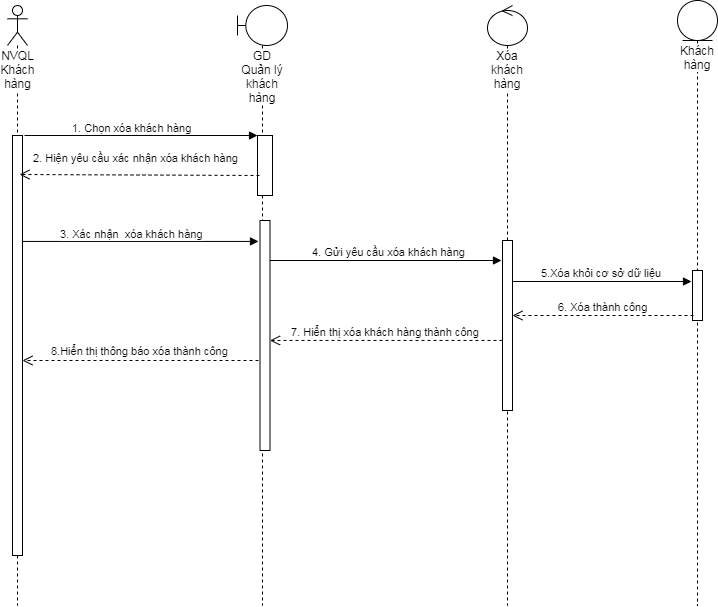 NVQL
Khách
hàng
GD
Quản lý
khách
hàng
Xóa
khách
hàng
Khách
hàng
1. Chọn xóa khách hàng
2. Hiện yêu cầu xác nhận xóa khách hàng
3. Xác nhận  xóa khách hàng
4. Gửi yêu cầu xóa khách hàng
5.Xóa khỏi cơ sở dữ liệu
6. Xóa thành công
7. Hiển thị xóa khách hàng thành công
8.Hiển thị thông báo xóa thành công